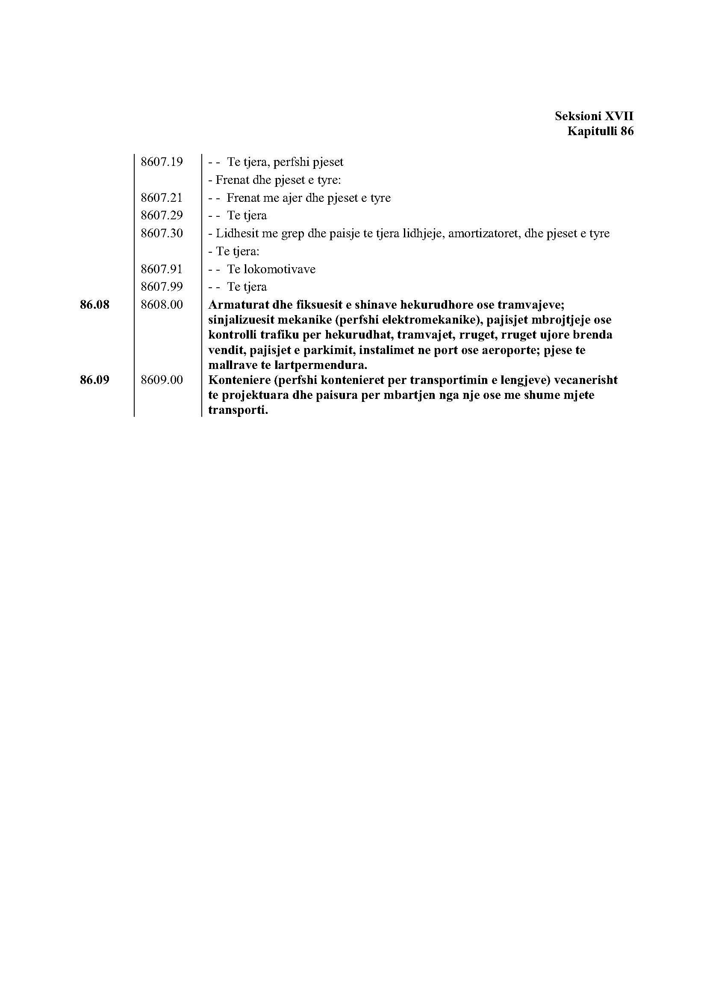 Seksioni XVII
Kapitulli 86
8607.19 - - Te tjera, perfshi pjeset
- Frenat dhe pjeset e tyre:
8607.21 - - Frenat me ajer dhe pjeset e tyre
8607.29 - - Te tjera
8607.30 - Lidhesit me grep dhe paisje te tjera lidhjeje, amortizatoret, dhe pjeset e tyre
- Te tjera:
8607.91 - - Te lokomotivave
8607.99 - - Te tjera
86.08 8608.00 Armaturat dhe fiksuesit e shinave hekurudhore ose tramvajeve;
sinjalizuesit mekanike (perfshi elektromekanike), pajisjet mbrojtjeje ose
kontrolli trafiku per hekurudhat, tramvajet, rruget, rruget ujore brenda
vendit, pajisjet e parkimit, instalimet ne port ose aeroporte; pjese te
mallrave te lartpermendura.
86.09 8609.00 Konteniere (perfshi kontenieret per transportimin e lengjeve) vecanerisht
te projektuara dhe paisura per mbartjen nga nje ose me shume mjete
transporti.